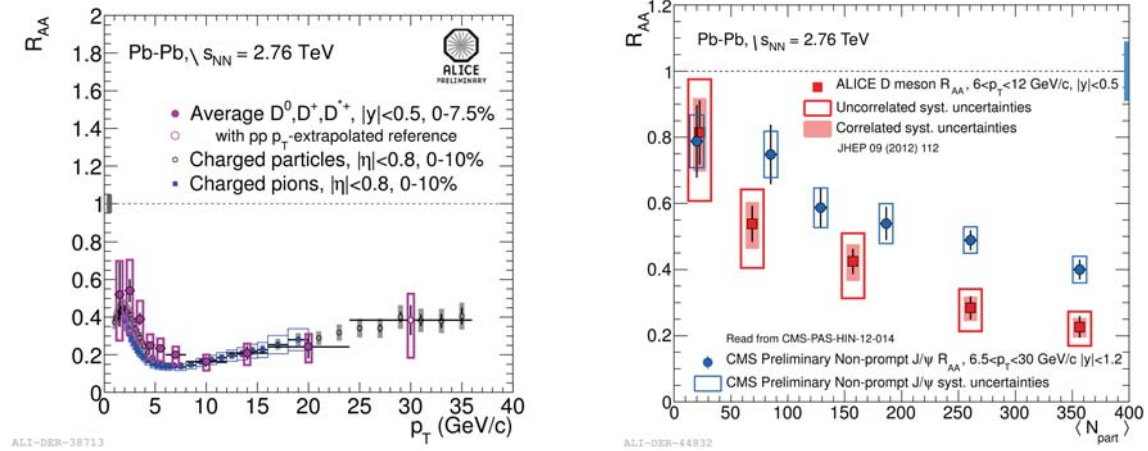 R_AA
2
1.8
1.6
1.4
1.2
1
0.8
0.6
0.4
0.2
0
Pb-Pb, \ s_NN = 2.76 TeV
ALICE
PRELIMINARY
Average D^0,D^+,D^*+, |y|<0.5, 0-7.5%
with pp p_T-extrapolated reference
Charged particles, |η|<0.8, 0-10%
Charged pions, |η|<0.8, 0-10%
0 5 10 15 20 25 30 35 40
p_T (GeV/c)
ALI-DER-38713
R_AA
1.2
1
0.8
0.6
0.4
0.2
Pb-Pb, \ s_NN = 2.76 TeV
ALICE D meson R_AA, 6<p_T<12 GeV/c, |y|<0.5
Uncorrelated syst. uncertainties
Correlated syst. uncertainties
JHEP 09 (2012) 112
Read from CMS-PAS-HIN-12-014
CMS Preliminary Non-prompt J/ψ R_AA, 6.5<p_T<30 GeV/c |y|<1.2
CMS Preliminary Non-prompt J/ψ syst. uncertainties
0 50 100 150 200 250 300 350 400
⟨ N_part ⟩
ALI-DER-44832